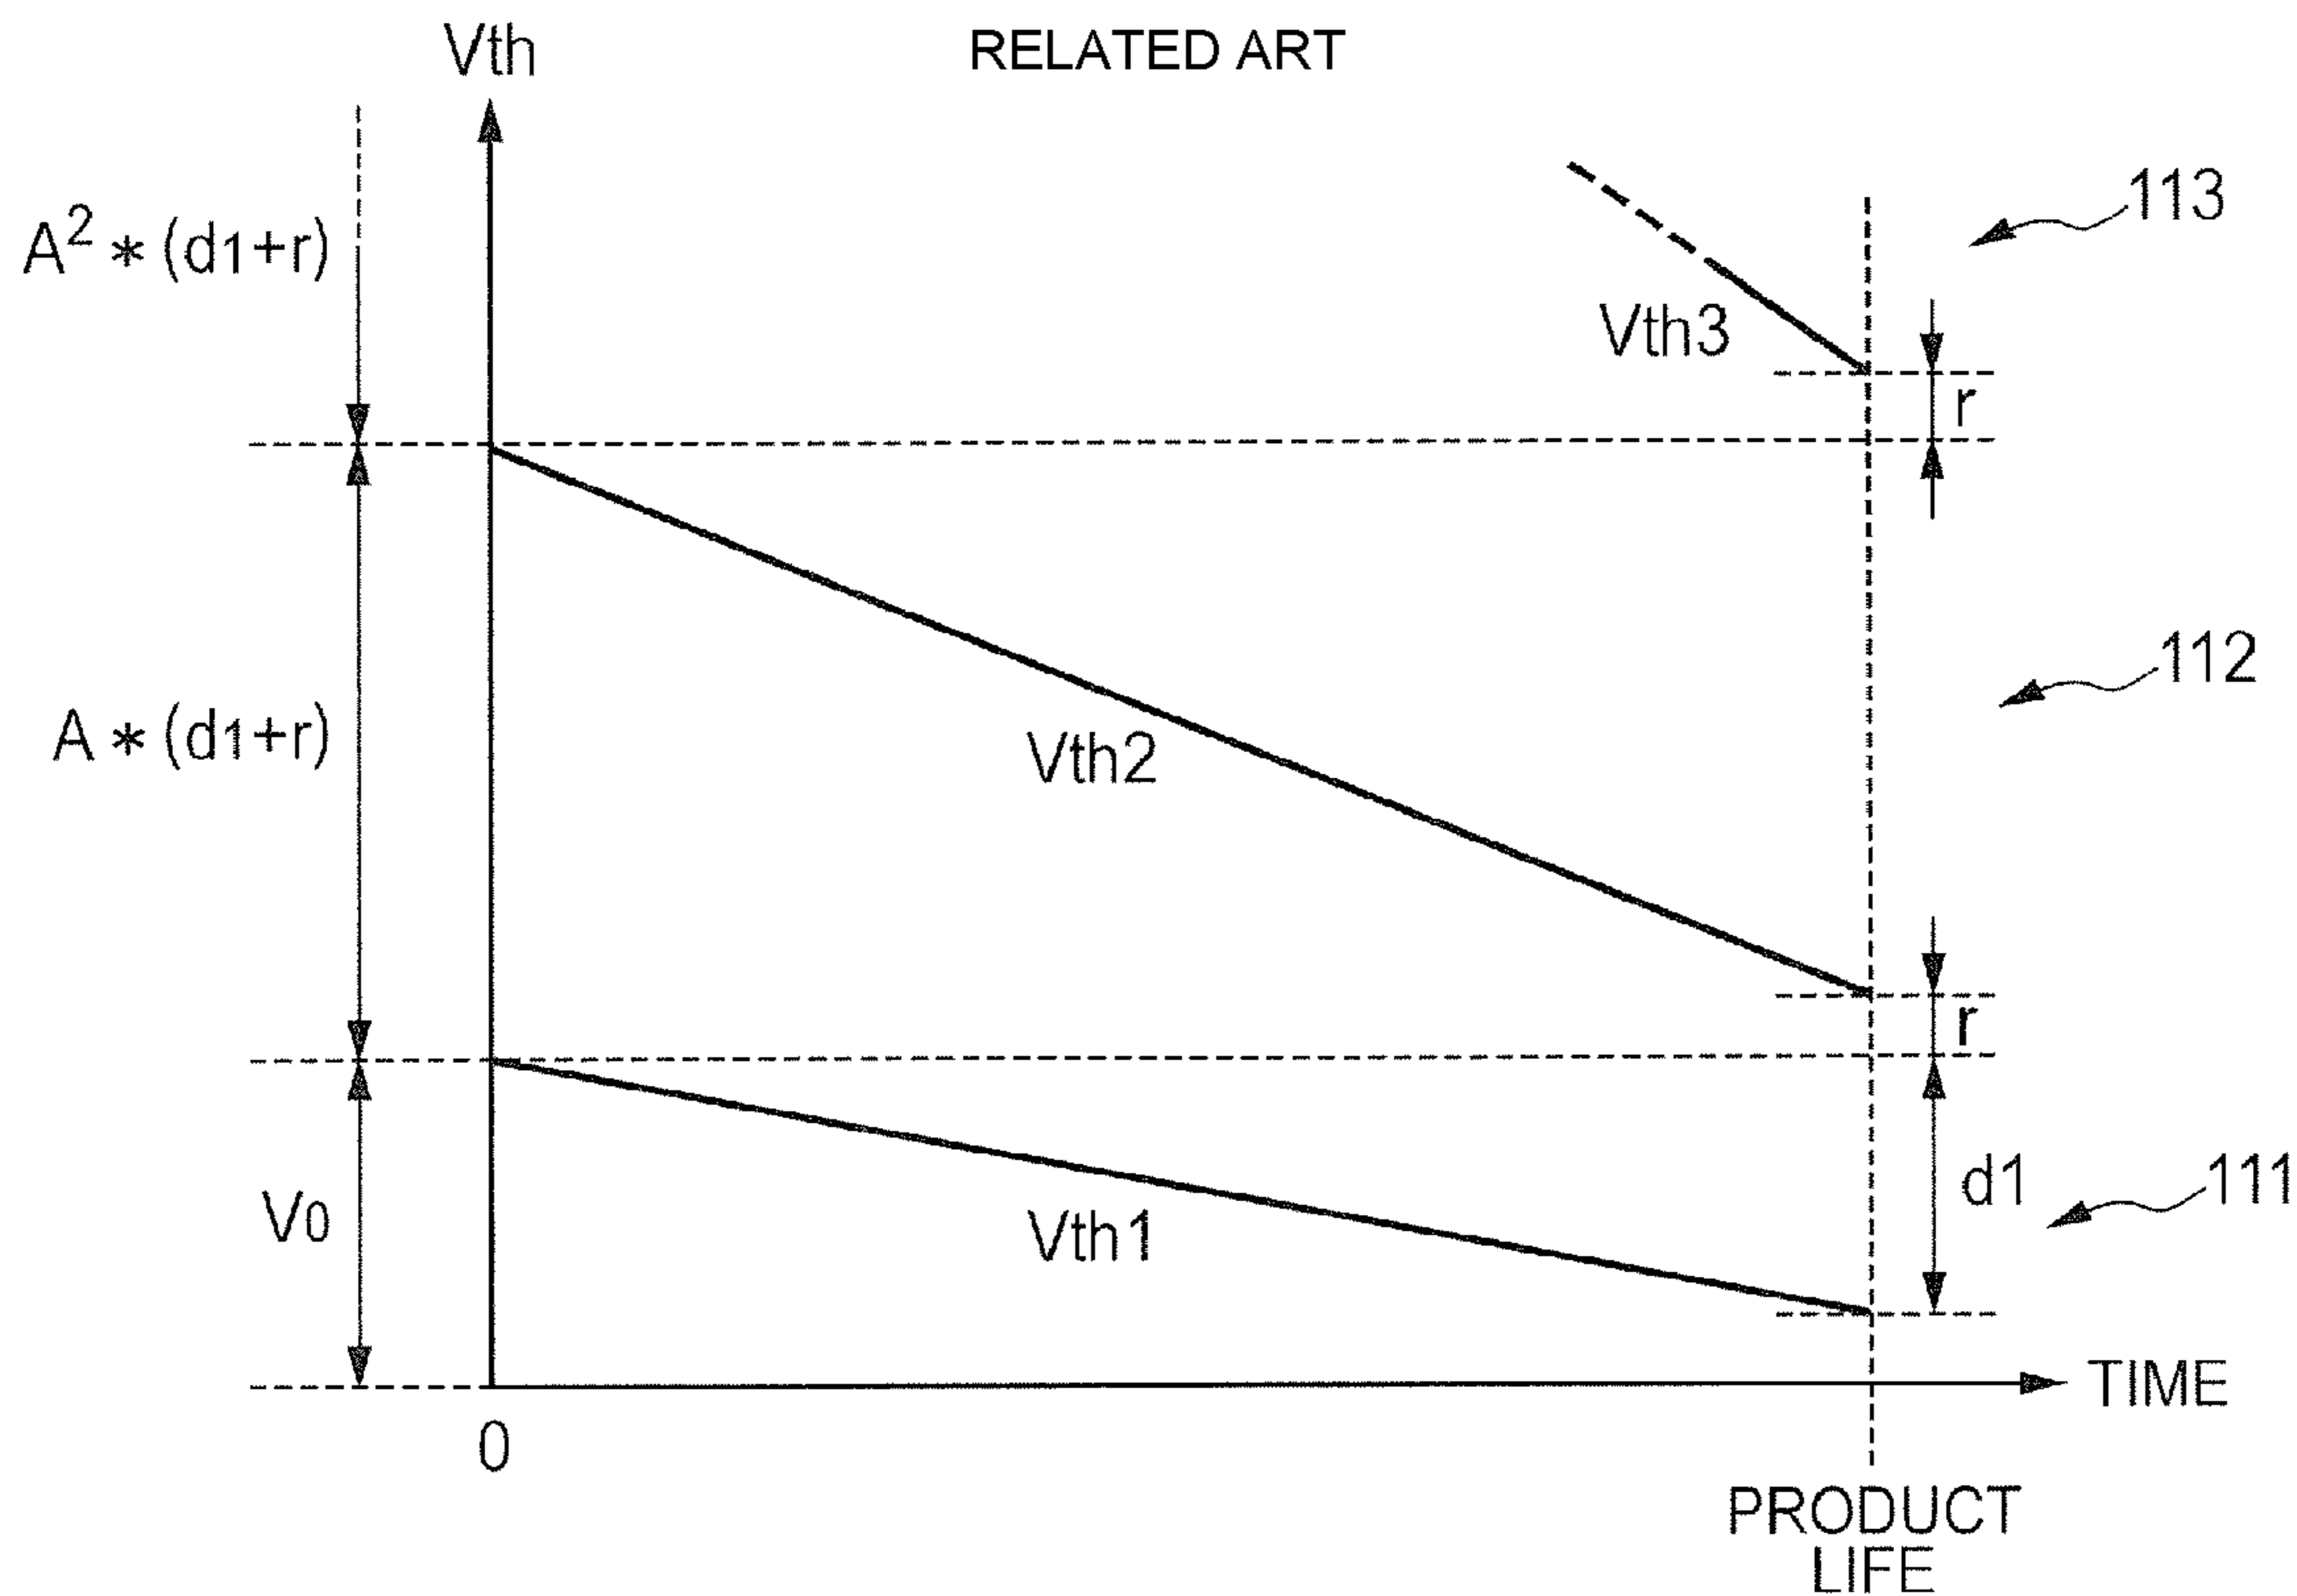 Vth
RELATED ART
A² * (d1+r)
113
Vth3
r
112
A * (d1+r)
Vth2
r
V0
Vth1
d1
111
TIME
0
PRODUCT
LIFE